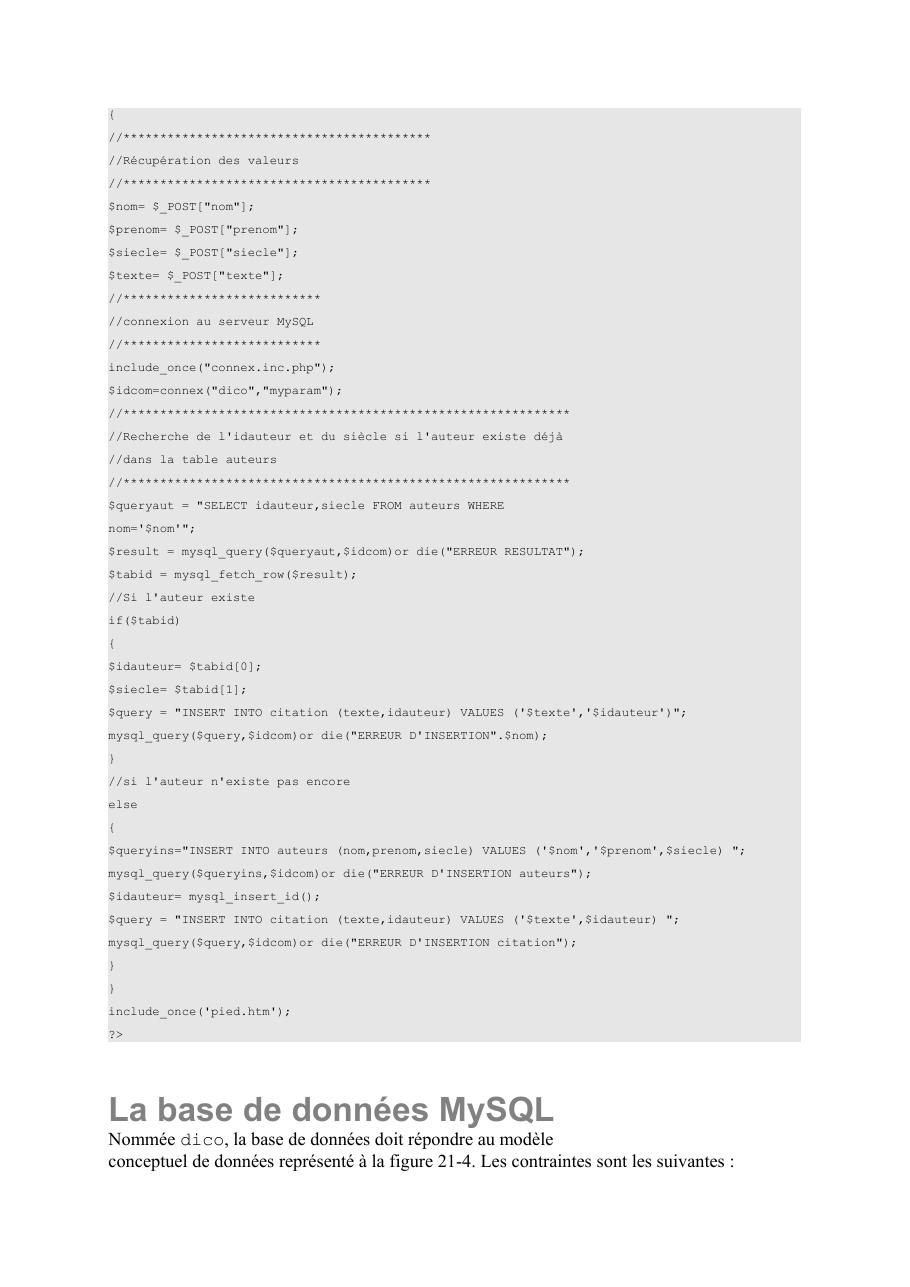 {
//******************************************
//Récupération des valeurs
//******************************************
$nom= $_POST["nom"];
$prenom= $_POST["prenom"];
$siecle= $_POST["siecle"];
$texte= $_POST["texte"];
//***************************
//connexion au serveur MySQL
//***************************
include_once("connex.inc.php");
$idcom=connex("dico","myparam");
//*************************************************************
//Recherche de l'idauteur et du siècle si l'auteur existe déjà
//dans la table auteurs
//*************************************************************
$queryaut = "SELECT idauteur,siecle FROM auteurs WHERE
nom='$nom'";
$result = mysql_query($queryaut,$idcom)or die("ERREUR RESULTAT");
$tabid = mysql_fetch_row($result);
//Si l'auteur existe
if($tabid)
{
$idauteur= $tabid[0];
$siecle= $tabid[1];
$query = "INSERT INTO citation (texte,idauteur) VALUES ('$texte','$idauteur')";
mysql_query($query,$idcom)or die("ERREUR D'INSERTION".$nom);
}
//si l'auteur n'existe pas encore
else
{
$queryins="INSERT INTO auteurs (nom,prenom,siecle) VALUES ('$nom','$prenom',$siecle) ";
mysql_query($queryins,$idcom)or die("ERREUR D'INSERTION auteurs");
$idauteur= mysql_insert_id();
$query = "INSERT INTO citation (texte,idauteur) VALUES ('$texte',$idauteur) ";
mysql_query($query,$idcom)or die("ERREUR D'INSERTION citation");
}
}
include_once('pied.htm');
?>
La base de données MySQL
Nommée dico, la base de données doit répondre au modèle
conceptuel de données représenté à la figure 21-4. Les contraintes sont les suivantes :